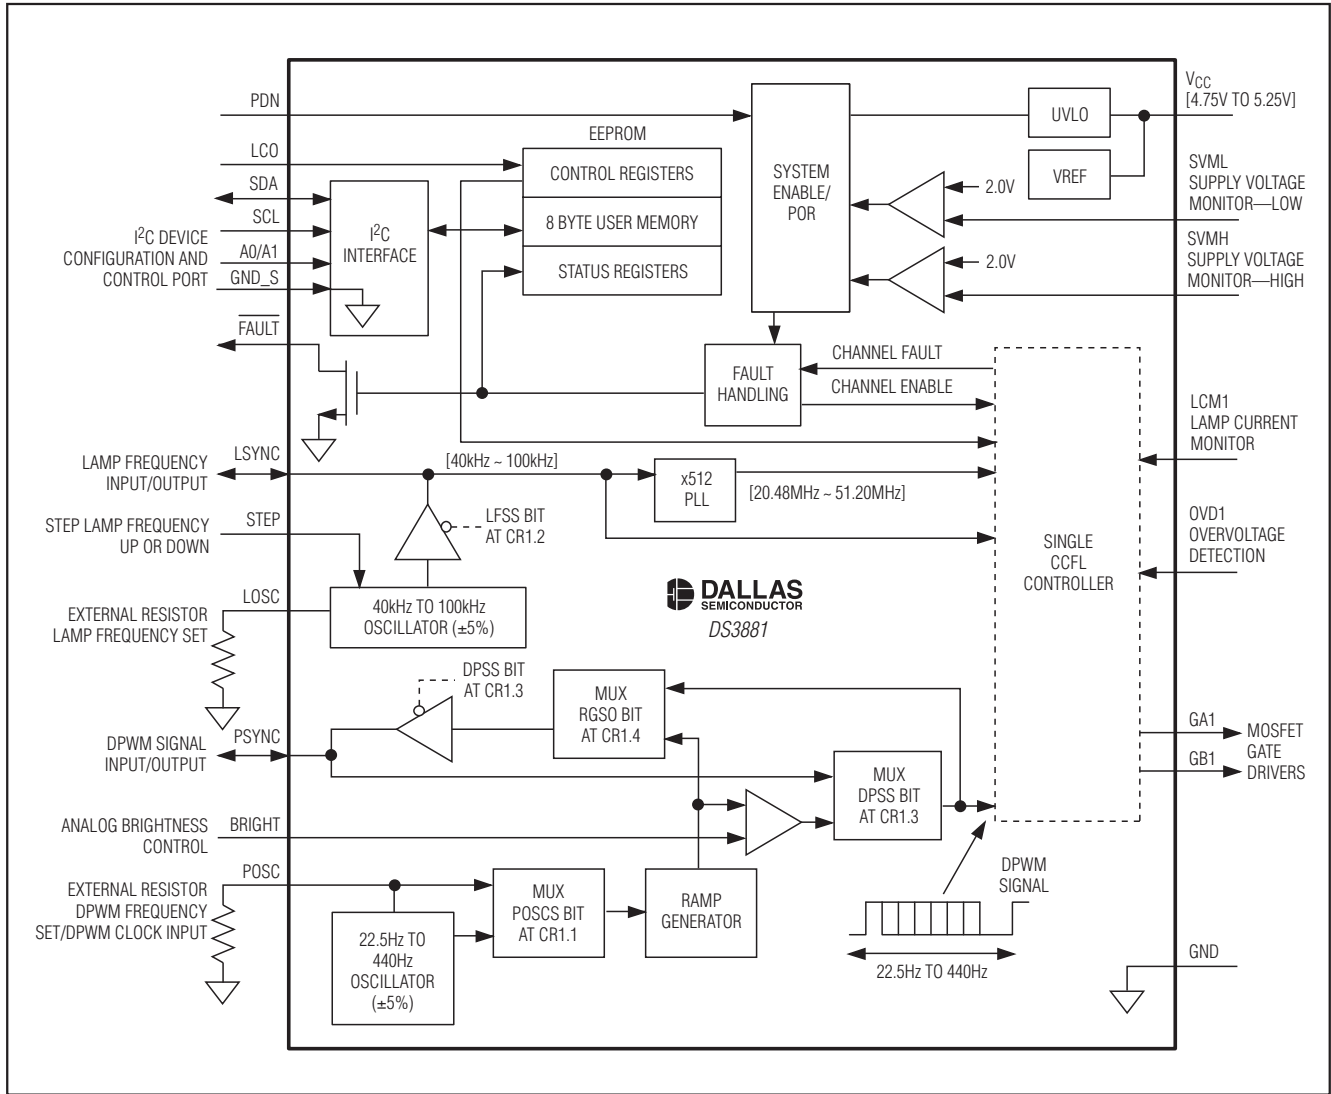 PDN
LCO
SDA
SCL
I2C DEVICE
CONFIGURATION AND
CONTROL PORT
A0/A1
GND_S
FAULT
I2C
INTERFACE
EEPROM
CONTROL REGISTERS
8 BYTE USER MEMORY
STATUS REGISTERS
SYSTEM
ENABLE/
POR
UVLO
VREF
2.0V
2.0V
VCC
[4.75V TO 5.25V]
SVML
SUPPLY VOLTAGE
MONITOR—LOW
SVMH
SUPPLY VOLTAGE
MONITOR—HIGH
FAULT
HANDLING
CHANNEL FAULT
CHANNEL ENABLE
LCM1
LAMP CURRENT
MONITOR
LAMP FREQUENCY
INPUT/OUTPUT
LSYNC
[40kHz ~ 100kHz]
x512
PLL
[20.48MHz ~ 51.20MHz]
STEP LAMP FREQUENCY
UP OR DOWN
STEP
LFSS BIT
AT CR1.2
OVD1
OVERVOLTAGE
DETECTION
SINGLE
CCFL
CONTROLLER
EXTERNAL RESISTOR
LAMP FREQUENCY SET
LOSC
40kHz TO 100kHz
OSCILLATOR (±5%)
DALLAS
SEMICONDUCTOR
DS3881
DPSS BIT
AT CR1.3
MUX
RGSO BIT
AT CR1.4
DPWM SIGNAL
INPUT/OUTPUT
PSYNC
GA1
GB1
MOSFET
GATE
DRIVERS
MUX
DPSS BIT
AT CR1.3
ANALOG BRIGHTNESS
CONTROL
BRIGHT
POSC
EXTERNAL RESISTOR
DPWM FREQUENCY
SET/DPWM CLOCK INPUT
22.5Hz TO
440Hz
OSCILLATOR
(±5%)
MUX
POSCS BIT
AT CR1.1
RAMP
GENERATOR
DPWM
SIGNAL
22.5Hz TO 440Hz
GND